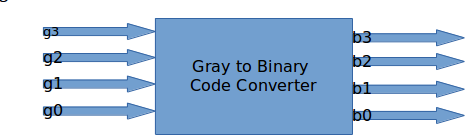 g3
g2
g1
g0
Gray to Binary
Code Converter
b3
b2
b1
b0